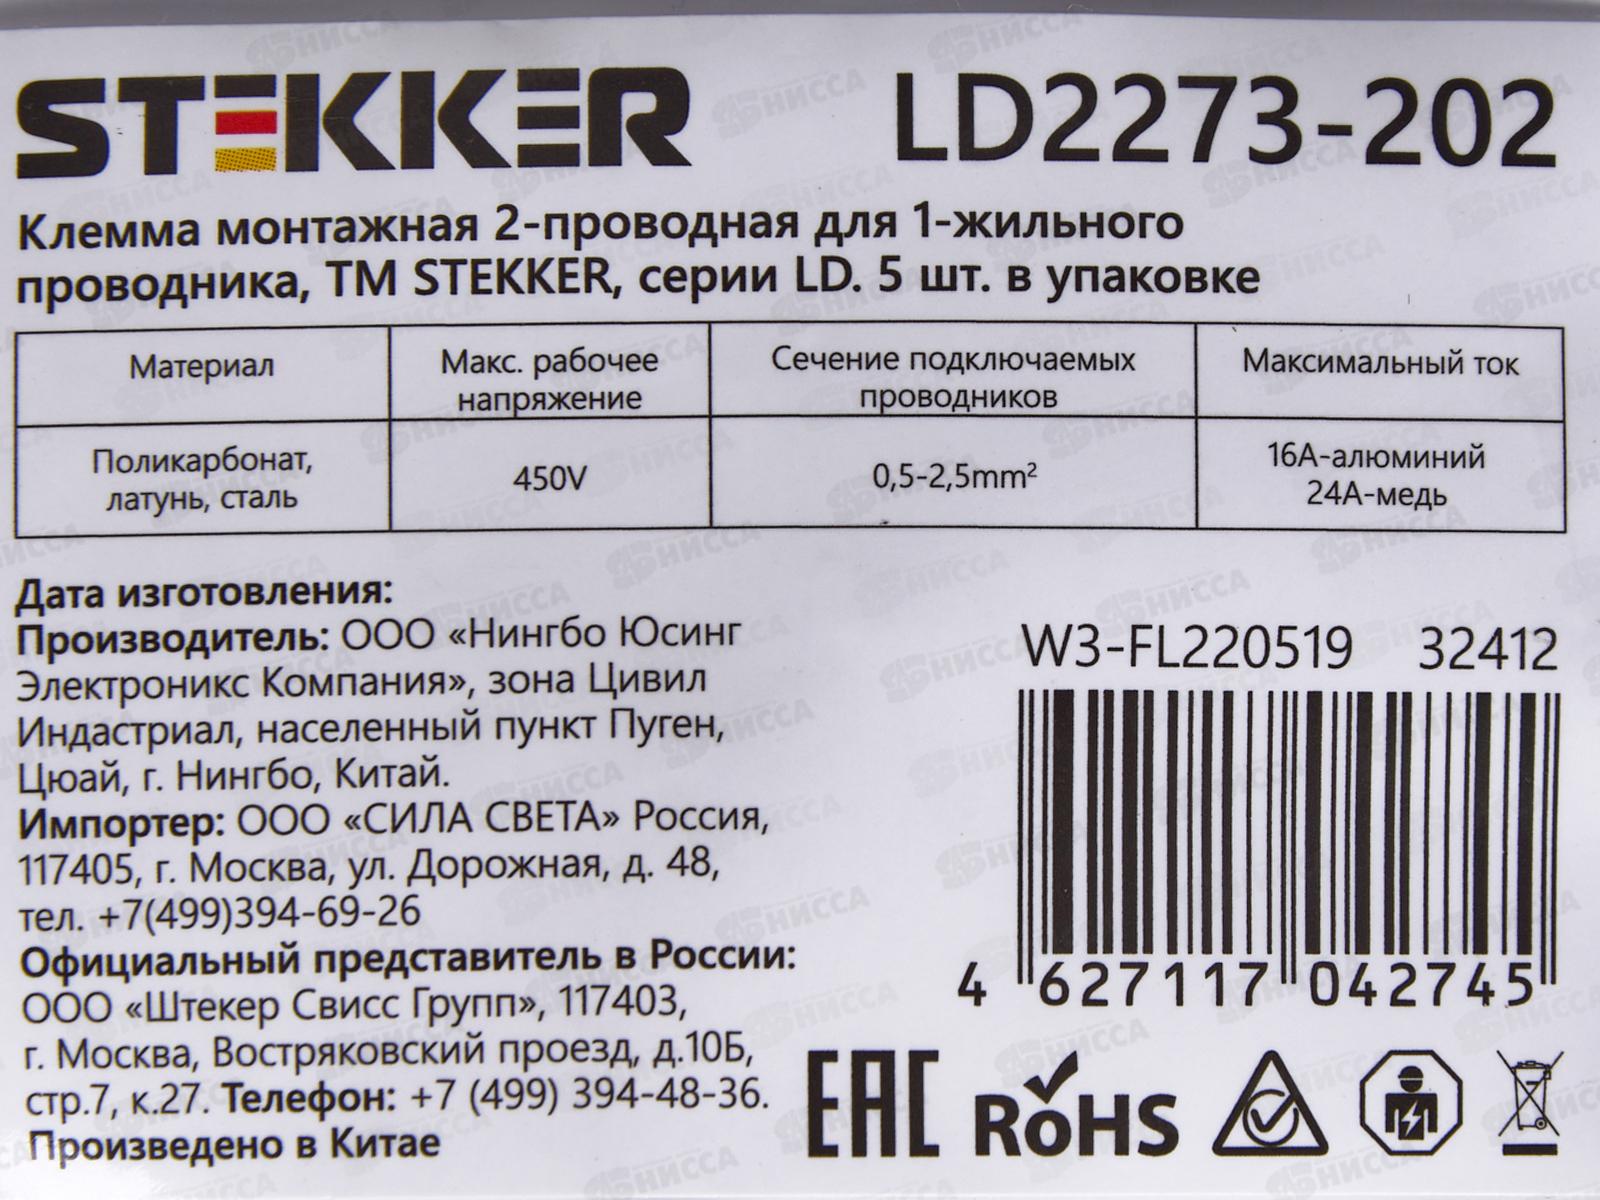 STEKKER LD2273-202
Клемма монтажная 2-проводная для 1-жильного
проводника, ТМ STEKKER, серии LD. 5 шт. в упаковке
Материал
Макс. рабочее
напряжение
Сечение подключаемых
проводников
Максимальный ток
Поликарбонат,
латунь, сталь
450V
0,5-2,5mm²
16А-алюминий
24А-медь
Дата изготовления:
Производитель: ООО «Нингбо Юсинг
Электроникс Компания», зона Цивил
Индастриал, населенный пункт Пуген,
Цюай, г. Нингбо, Китай.
Импортер: ООО «СИЛА СВЕТА» Россия,
117405, г. Москва, ул. Дорожная, д. 48,
тел. +7(499)394-69-26
Официальный представитель в России:
ООО «Штекер Свисс Групп», 117403,
г. Москва, Востряковский проезд, д.10Б,
стр.7, к.27. Телефон: +7 (499) 394-48-36.
Произведено в Китае
W3-FL220519 32412
4 627117 042745
EAC RoHS
НИССА